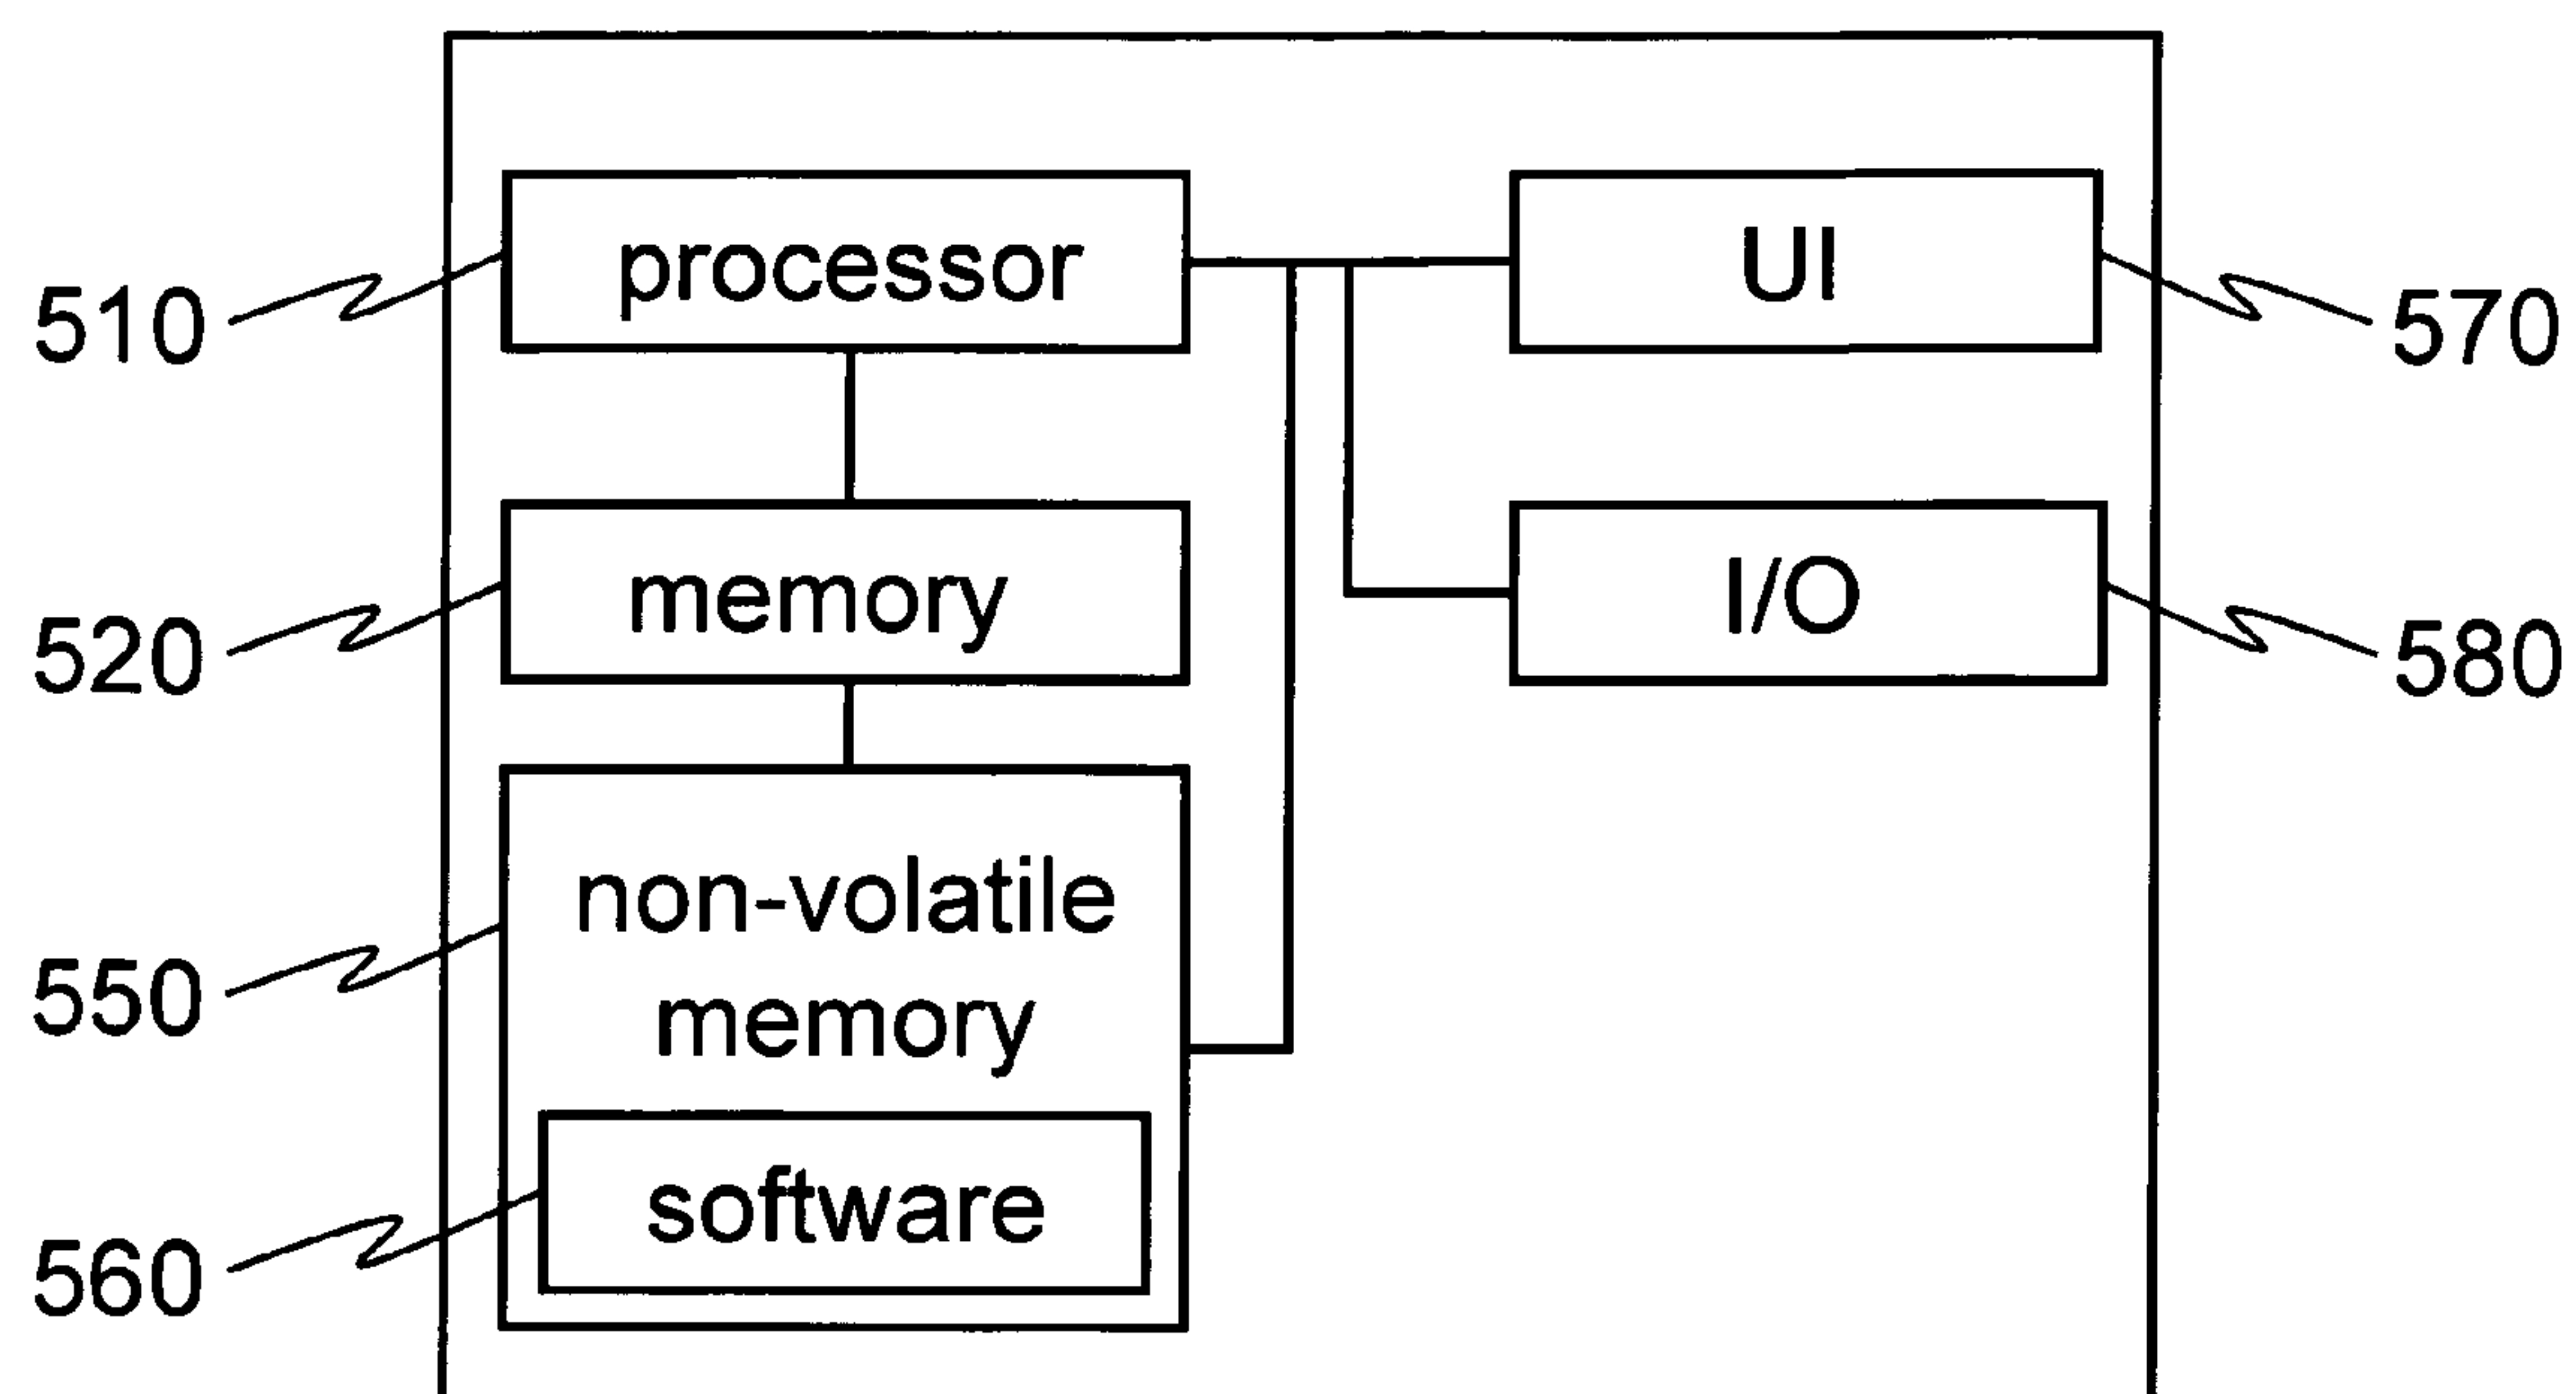 processor
UI
510
570
memory
I/O
520
580
non-volatile
memory
550
software
560